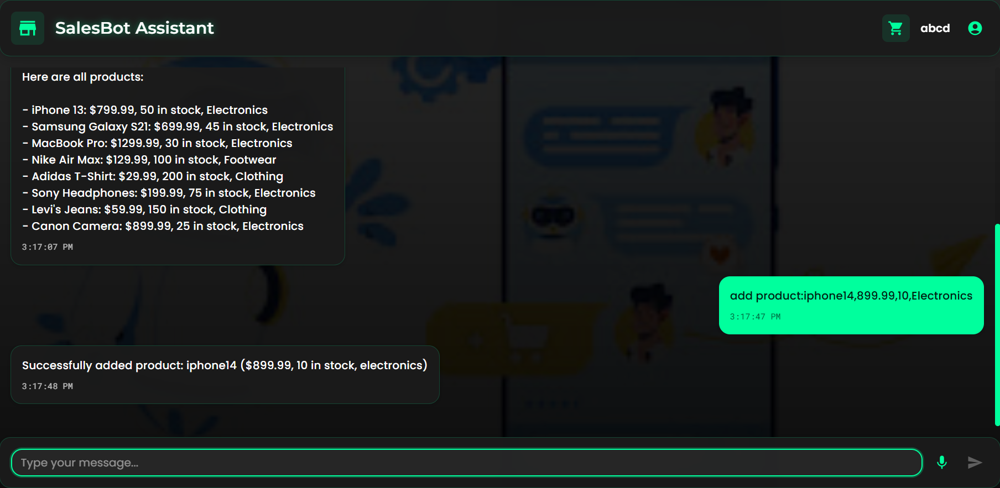 SalesBot Assistant
abcd
Here are all products:
- iPhone 13: $799.99, 50 in stock, Electronics
- Samsung Galaxy S21: $699.99, 45 in stock, Electronics
- MacBook Pro: $1299.99, 30 in stock, Electronics
- Nike Air Max: $129.99, 100 in stock, Footwear
- Adidas T-Shirt: $29.99, 200 in stock, Clothing
- Sony Headphones: $199.99, 75 in stock, Electronics
- Levi's Jeans: $59.99, 150 in stock, Clothing
- Canon Camera: $899.99, 25 in stock, Electronics
3:17:07 PM
add product:iphone14,899.99,10,Electronics
3:17:47 PM
Successfully added product: iphone14 ($899.99, 10 in stock, electronics)
3:17:48 PM
Type your message...